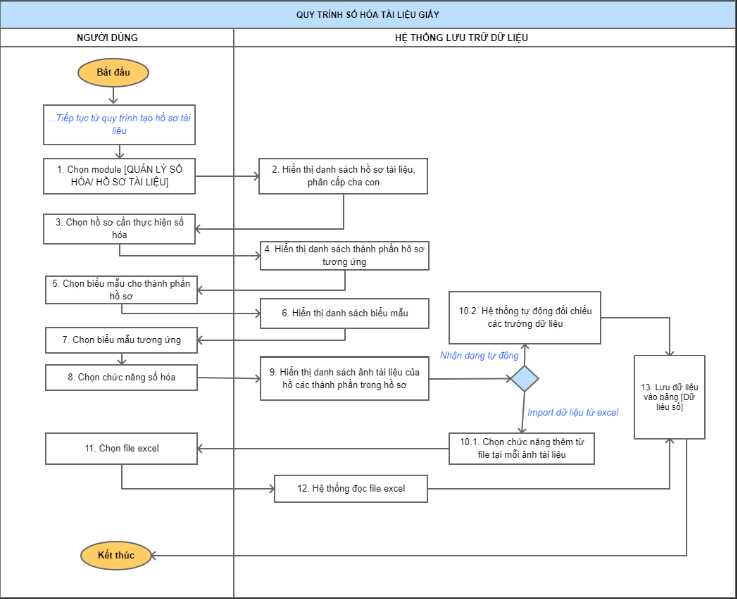 QUY TRÌNH SỐ HÓA TÀI LIỆU GIẤY
NGƯỜI DÙNG
HỆ THỐNG LƯU TRỮ DỮ LIỆU
Bắt đầu
...Tiếp tục từ quy trình tạo hồ sơ tài
liệu
1. Chọn module [QUẢN LÝ SỐ
HÓA/ HỒ SƠ TÀI LIỆU]
2. Hiển thị danh sách hồ sơ tài liệu,
phân cấp cha con
3. Chọn hồ sơ cần thực hiện số
hóa
4. Hiển thị danh sách thành phần hồ sơ
tương ứng
5. Chọn biểu mẫu cho thành phần
hồ sơ
6. Hiển thị danh sách biểu mẫu
10.2. Hệ thống tự động đối chiếu
các trường dữ liệu
7. Chọn biểu mẫu tương ứng
Nhận dạng tự động
8. Chọn chức năng số hóa
9. Hiển thị danh sách ảnh tài liệu của
hồ các thành phần trong hồ sơ
13. Lưu dữ liệu
vào bảng [Dữ
liệu số]
Import dữ liệu từ excel
11. Chọn file excel
10.1. Chọn chức năng thêm từ
file tại mỗi ảnh tài liệu
12. Hệ thống đọc file excel
Kết thúc